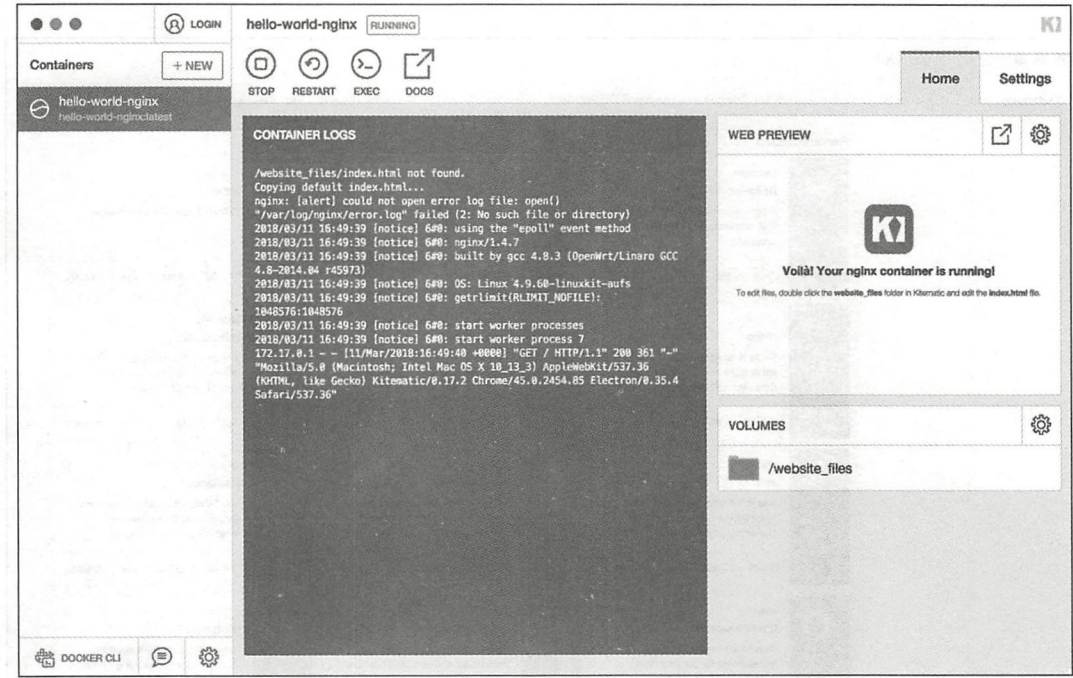 LOGIN
hello-world-nginx RUNNING
Containers
+ NEW
STOP RESTART EXEC DOCS
Home Settings
hello-world-nginx
hello-world-nginx:latest
CONTAINER LOGS
/website_files/index.html not found.
Copying default index.html...
nginx: [alert] could not open error log file: open()
"/var/log/nginx/error.log" failed (2: No such file or directory)
2018/03/11 16:49:39 [notice] 6#0: using the "epoll" event method
2018/03/11 16:49:39 [notice] 6#0: nginx/1.4.7
2018/03/11 16:49:39 [notice] 6#0: built by gcc 4.8.3 (OpenWrt/Linaro GCC
4.8-2014.04 r45973)
2018/03/11 16:49:39 [notice] 6#0: OS: Linux 4.9.60-linuxkit-aufs
2018/03/11 16:49:39 [notice] 6#0: getrlimit(RLIMIT_NOFILE):
1048576:1048576
2018/03/11 16:49:39 [notice] 6#0: start worker processes
2018/03/11 16:49:39 [notice] 6#0: start worker process 7
172.17.0.1 - - [11/Mar/2018:16:49:40 +0000] "GET / HTTP/1.1" 200 361 "-"
"Mozilla/5.0 (Macintosh; Intel Mac OS X 10_13_3) AppleWebKit/537.36
(KHTML, like Gecko) Kitematic/0.17.2 Chrome/45.0.2454.85 Electron/0.35.4
Safari/537.36"
WEB PREVIEW
Voilà! Your nginx container is running!
To edit files, double click the website_files folder in Kitematic and edit the index.html file.
VOLUMES
/website_files
DOCKER CLI